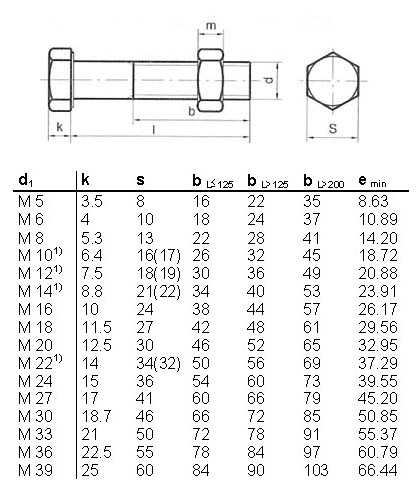 m
d
b
k
l
S
d1 k s b L≤125 b L>125 b L>200 e min
M 5 3.5 8 16 22 35 8.63
M 6 4 10 18 24 37 10.89
M 8 5.3 13 22 28 41 14.20
M 10¹⁾ 6.4 16(17) 26 32 45 18.72
M 12¹⁾ 7.5 18(19) 30 36 49 20.88
M 14¹⁾ 8.8 21(22) 34 40 53 23.91
M 16 10 24 38 44 57 26.17
M 18 11.5 27 42 48 61 29.56
M 20 12.5 30 46 52 65 32.95
M 22¹⁾ 14 34(32) 50 56 69 37.29
M 24 15 36 54 60 73 39.55
M 27 17 41 60 66 79 45.20
M 30 18.7 46 66 72 85 50.85
M 33 21 50 72 78 91 55.37
M 36 22.5 55 78 84 97 60.79
M 39 25 60 84 90 103 66.44